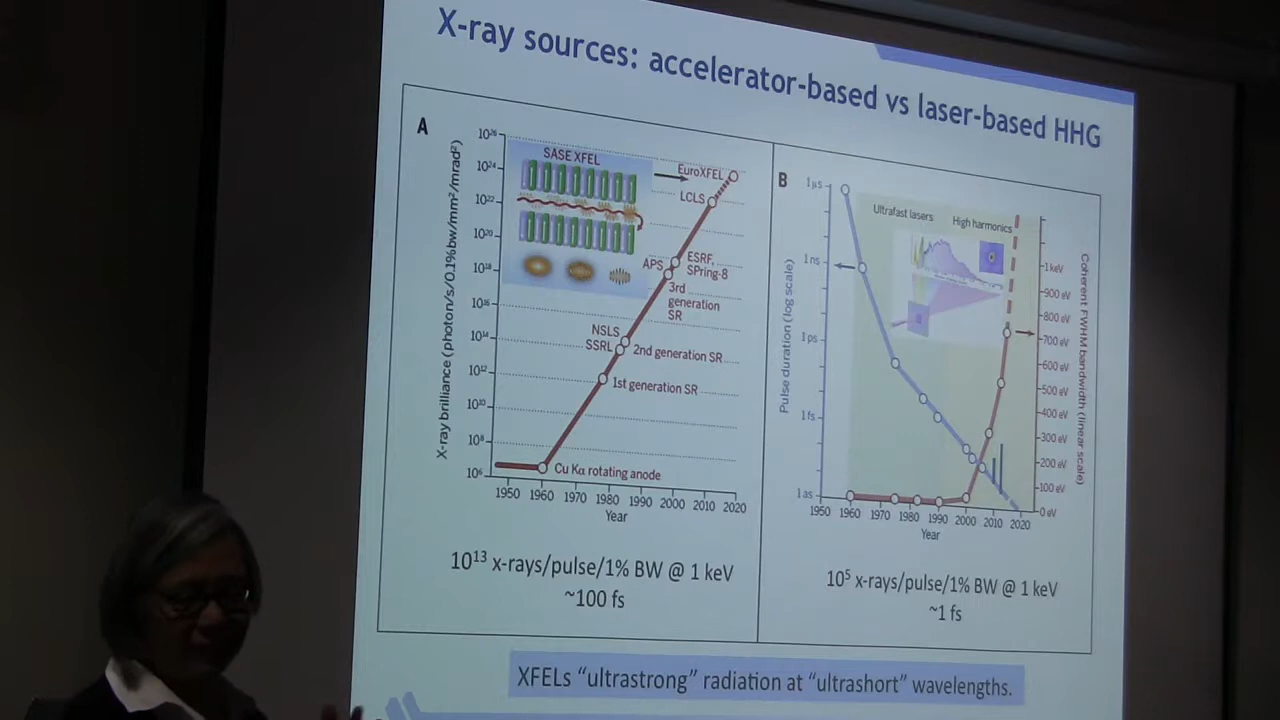 X-ray sources: accelerator-based vs laser-based HHG
A
X-ray brilliance (photon/s/0.1%bw/mm²/mrad²)
10²⁶
10²⁴
10²²
10²⁰
10¹⁸
10¹⁶
10¹⁴
10¹²
10¹⁰
10⁸
10⁶
SASE XFEL
EuroXFEL
LCLS
APS
ESRF,
SPring-8
3rd
generation
SR
NSLS
SSRL
2nd generation SR
1st generation SR
Cu Kα rotating anode
1950 1960 1970 1980 1990 2000 2010 2020
Year
10¹³ x-rays/pulse/1% BW @ 1 keV
~100 fs
B
Pulse duration (log scale)
1 µs
1 ns
1 ps
1 fs
1 as
Ultrafast lasers
High harmonics
1 keV
900 eV
800 eV
700 eV
600 eV
500 eV
400 eV
300 eV
200 eV
100 eV
0 eV
Coherent FWHM bandwidth (linear scale)
1950 1960 1970 1980 1990 2000 2010 2020
Year
10⁵ x-rays/pulse/1% BW @ 1 keV
~1 fs
XFELs “ultrastrong” radiation at “ultrashort” wavelengths.